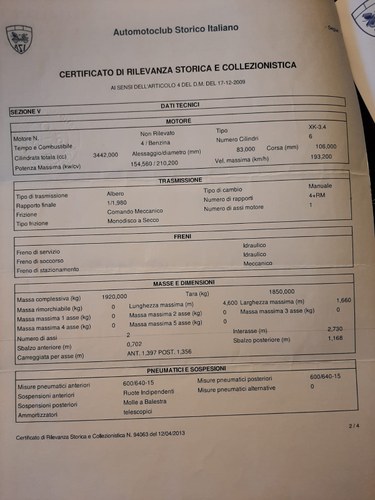 Automotoclub Storico Italiano
CERTIFICATO DI RILEVANZA STORICA E COLLEZIONISTICA
AI SENSI DELL'ARTICOLO 4 DEL D.M. DEL 17-12-2009
SEZIONE V DATI TECNICI
MOTORE
Motore N. Non Rilevato Tipo XK-3.4
Tempo e Combustibile 4 / Benzina Numero Cilindri 6
Cilindrata totale (cc) 3442,000 Alessaggio/diametro (mm) 83,000 Corsa (mm) 106,000
Potenza Massima (kw/cv) 154,560 / 210,200 Vel. massima (km/h) 193,200
TRASMISSIONE
Tipo di trasmissione Albero Tipo di cambio Manuale
Rapporto finale 1/1,980 Numero di rapporti 4+RM
Frizione Comando Meccanico Numero di assi motore 1
Tipo frizione Monodisco a Secco
FRENI
Freno di servizio Idraulico
Freno di soccorso Idraulico
Freno di stazionamento Meccanico
MASSE E DIMENSIONI
Massa complessiva (kg) 1920,000 Tara (kg) 1650,000
Massa rimorchiabile (kg) 0 Lunghezza massima (m) 4,600 Larghezza massima (m) 1,660
Massa massima 1 asse (kg) 0 Massa massima 2 asse (kg) 0 Massa massima 3 asse (kg) 0
Massa massima 4 asse (kg) 0 Massa massima 5 asse (kg) 0
Numero di assi 2 Interasse (m) 2,730
Sbalzo anteriore (m) 0,702 Sbalzo posteriore (m) 1,168
Carreggiata per asse (m) ANT. 1,397 POST. 1,356
PNEUMATICI E SOSPESIONI
Misure pneumatici anteriori 600/640-15 Misure pneumatici posteriori 600/640-15
Sospensioni anteriori Ruote Indipendenti Misure pneumatici alternative 0
Sospensioni posteriori Molle a Balestra
Ammortizzatori telescopici
Certificato di Rilevanza Storica e Collezionistica N. 94063 del 12/04/2013
2 / 4